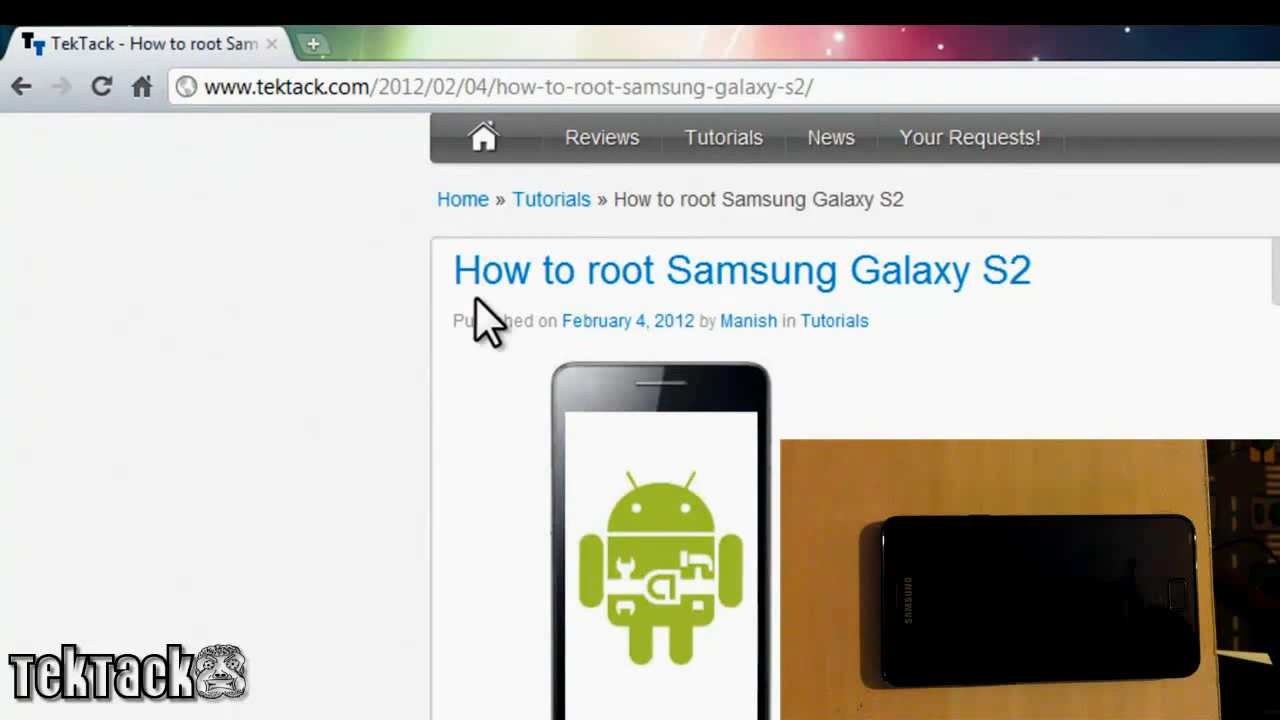 TekTack - How to root Sam
www.tektack.com/2012/02/04/how-to-root-samsung-galaxy-s2/
Reviews Tutorials News Your Requests!
Home » Tutorials » How to root Samsung Galaxy S2
How to root Samsung Galaxy S2
on February 4, 2012 by Manish in Tutorials
SAMSUNG
TekTack